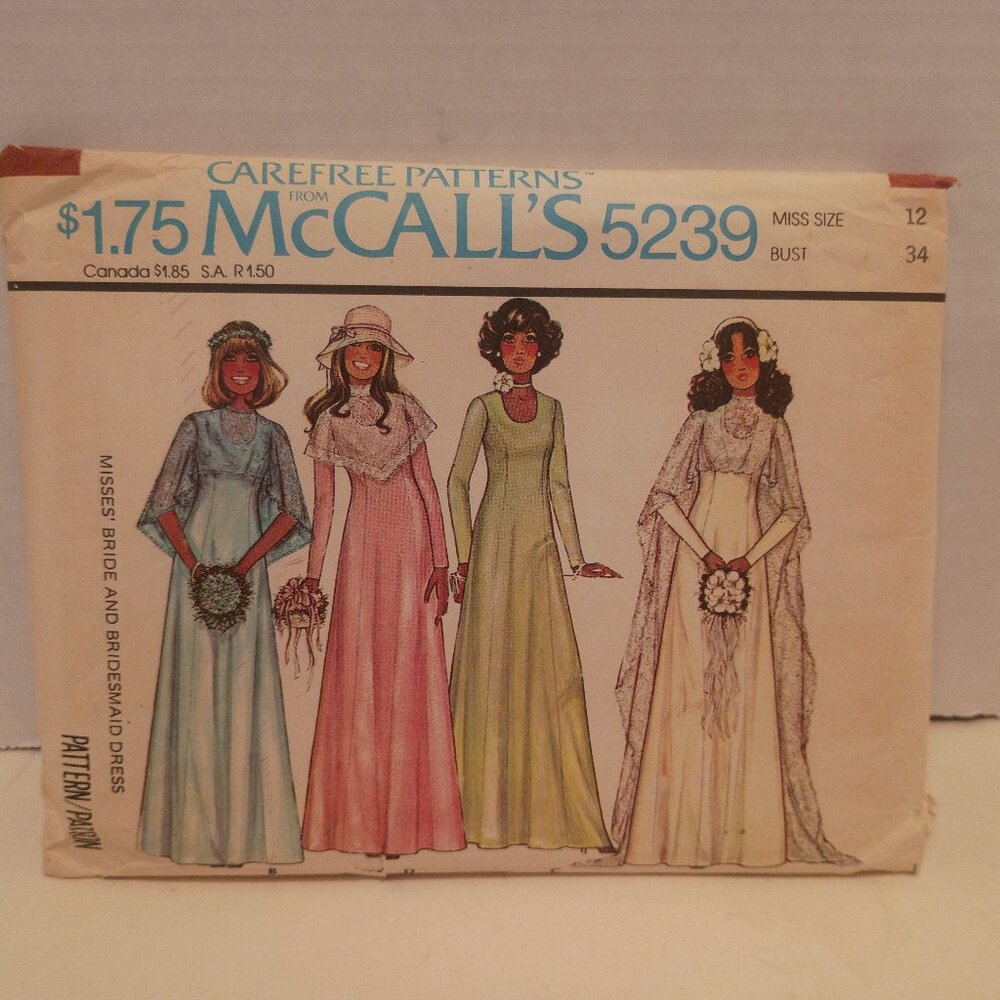 CAREFREE PATTERNS™
FROM
$1.75 McCALL'S 5239
Canada $1.85 S.A. R1.50
MISS SIZE 12
BUST 34
MISSES' BRIDE AND BRIDESMAID DRESS
PATTERN/PATRON
B
C